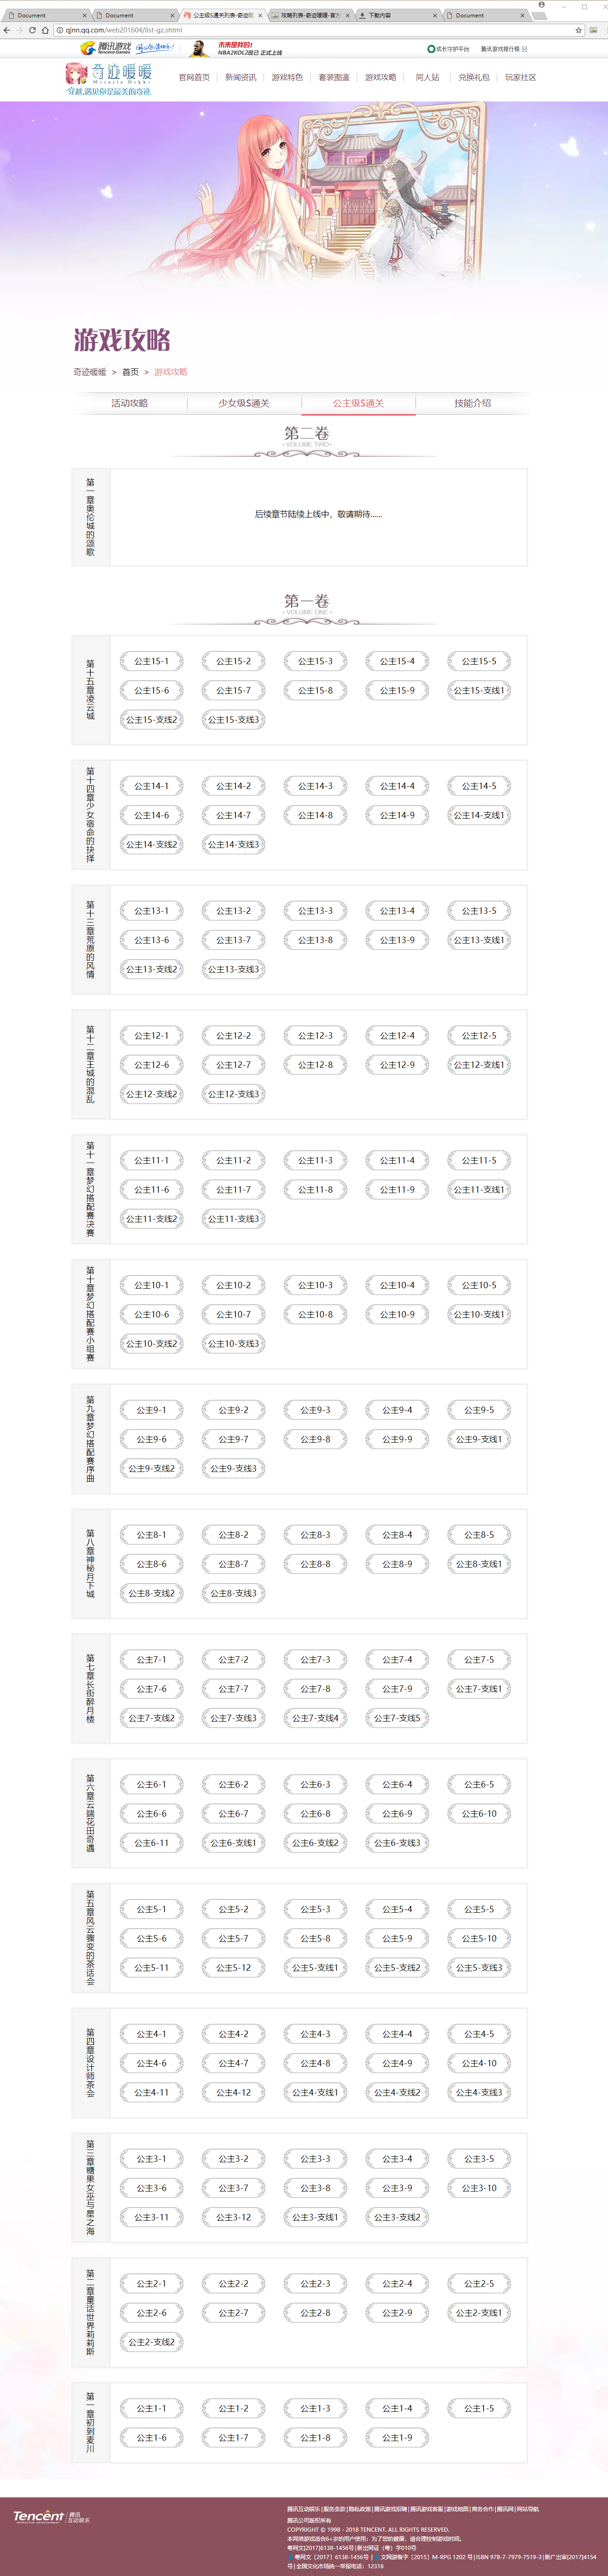 Document
Document
公主级S通关列表-奇迹暖
攻略列表-奇迹暖暖-官方
下载内容
Document
qjnn.qq.com/web201604/list-gz.shtml
腾讯游戏
Tencent Games
未来是我的!
NBA2KOL2明日 正式上线
成长守护平台
腾讯游戏排行榜
奇迹暖暖
Miracle Nikki
穿越,遇见你是最美的奇迹
官网首页 新闻资讯 游戏特色 套装图鉴 游戏攻略 同人站 兑换礼包 玩家社区
游戏攻略
奇迹暖暖 > 首页 > 游戏攻略
活动攻略 少女级S通关 公主级S通关 技能介绍
第二卷
VOLUME TWO
第一章奥伦城的颂歌
后续章节陆续上线中，敬请期待......
第一卷
VOLUME ONE
第十五章凌云城
公主15-1 公主15-2 公主15-3 公主15-4 公主15-5
公主15-6 公主15-7 公主15-8 公主15-9 公主15-支线1
公主15-支线2 公主15-支线3
第十四章少女宿命的抉择
公主14-1 公主14-2 公主14-3 公主14-4 公主14-5
公主14-6 公主14-7 公主14-8 公主14-9 公主14-支线1
公主14-支线2 公主14-支线3
第十三章荒原的风情
公主13-1 公主13-2 公主13-3 公主13-4 公主13-5
公主13-6 公主13-7 公主13-8 公主13-9 公主13-支线1
公主13-支线2 公主13-支线3
第十二章王城的混乱
公主12-1 公主12-2 公主12-3 公主12-4 公主12-5
公主12-6 公主12-7 公主12-8 公主12-9 公主12-支线1
公主12-支线2 公主12-支线3
第十一章梦幻搭配赛决赛
公主11-1 公主11-2 公主11-3 公主11-4 公主11-5
公主11-6 公主11-7 公主11-8 公主11-9 公主11-支线1
公主11-支线2 公主11-支线3
第十章梦幻搭配赛小组赛
公主10-1 公主10-2 公主10-3 公主10-4 公主10-5
公主10-6 公主10-7 公主10-8 公主10-9 公主10-支线1
公主10-支线2 公主10-支线3
第九章梦幻搭配赛序曲
公主9-1 公主9-2 公主9-3 公主9-4 公主9-5
公主9-6 公主9-7 公主9-8 公主9-9 公主9-支线1
公主9-支线2 公主9-支线3
第八章神秘月下城
公主8-1 公主8-2 公主8-3 公主8-4 公主8-5
公主8-6 公主8-7 公主8-8 公主8-9 公主8-支线1
公主8-支线2 公主8-支线3
第七章长街醉月楼
公主7-1 公主7-2 公主7-3 公主7-4 公主7-5
公主7-6 公主7-7 公主7-8 公主7-9 公主7-支线1
公主7-支线2 公主7-支线3 公主7-支线4 公主7-支线5
第六章云端花田奇遇
公主6-1 公主6-2 公主6-3 公主6-4 公主6-5
公主6-6 公主6-7 公主6-8 公主6-9 公主6-10
公主6-11 公主6-支线1 公主6-支线2 公主6-支线3
第五章风云骤变的茶话会
公主5-1 公主5-2 公主5-3 公主5-4 公主5-5
公主5-6 公主5-7 公主5-8 公主5-9 公主5-10
公主5-11 公主5-12 公主5-支线1 公主5-支线2 公主5-支线3
第四章设计师茶会
公主4-1 公主4-2 公主4-3 公主4-4 公主4-5
公主4-6 公主4-7 公主4-8 公主4-9 公主4-10
公主4-11 公主4-12 公主4-支线1 公主4-支线2 公主4-支线3
第三章糖果女巫与星之海
公主3-1 公主3-2 公主3-3 公主3-4 公主3-5
公主3-6 公主3-7 公主3-8 公主3-9 公主3-10
公主3-11 公主3-12 公主3-支线1 公主3-支线2
第二章童话世界莉莉斯
公主2-1 公主2-2 公主2-3 公主2-4 公主2-5
公主2-6 公主2-7 公主2-8 公主2-9 公主2-支线1
公主2-支线2
第一章初到麦川
公主1-1 公主1-2 公主1-3 公主1-4 公主1-5
公主1-6 公主1-7 公主1-8 公主1-9
Tencent 腾讯
互动娱乐
腾讯互动娱乐|服务条款|隐私政策|腾讯游戏招聘|腾讯游戏客服|游戏地图|商务合作|腾讯网|网站导航
腾讯公司版权所有
COPYRIGHT © 1998 - 2018 TENCENT. ALL RIGHTS RESERVED.
本网络游戏适合6+岁的用户使用；为了您的健康，请合理控制游戏时间。
粤网文[2017]6138-1456号|新出网证（粤）字010号
粤网文〔2017〕6138-1456号 | 文网游备字〔2015〕M-RPG 1202 号|ISBN 978-7-7979-7519-3|新广出审[2017]4154
号|全国文化市场统一举报电话：12318